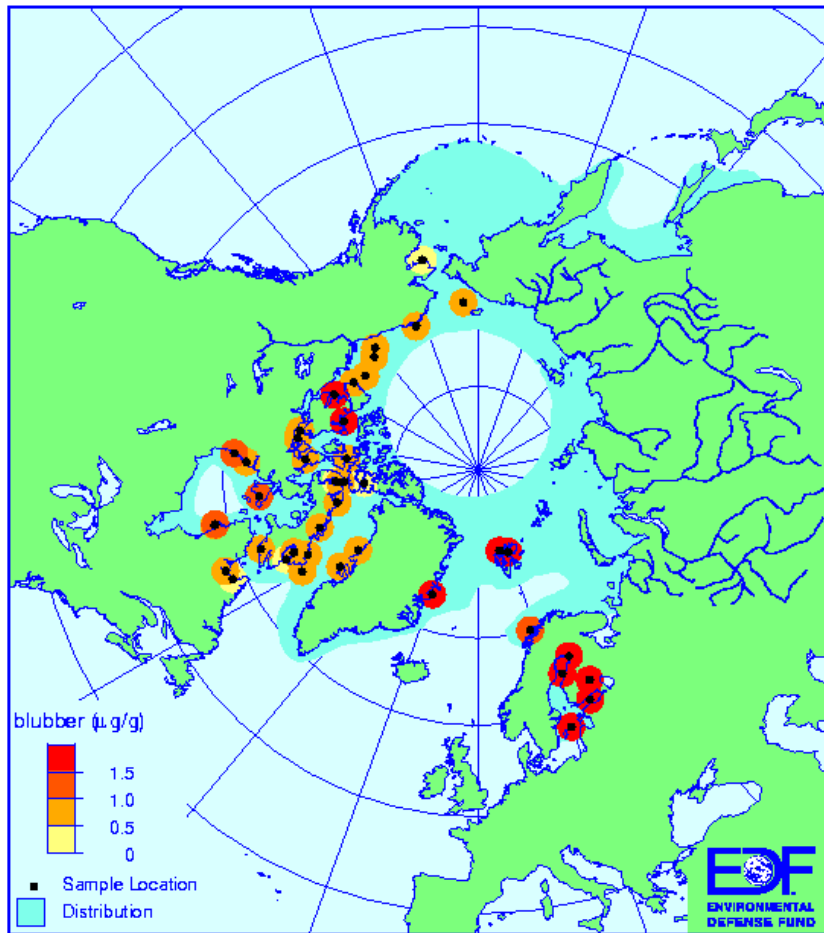 blubber (µg/g)
1.5
1.0
0.5
0
Sample Location
Distribution
EDF
ENVIRONMENTAL
DEFENSE FUND